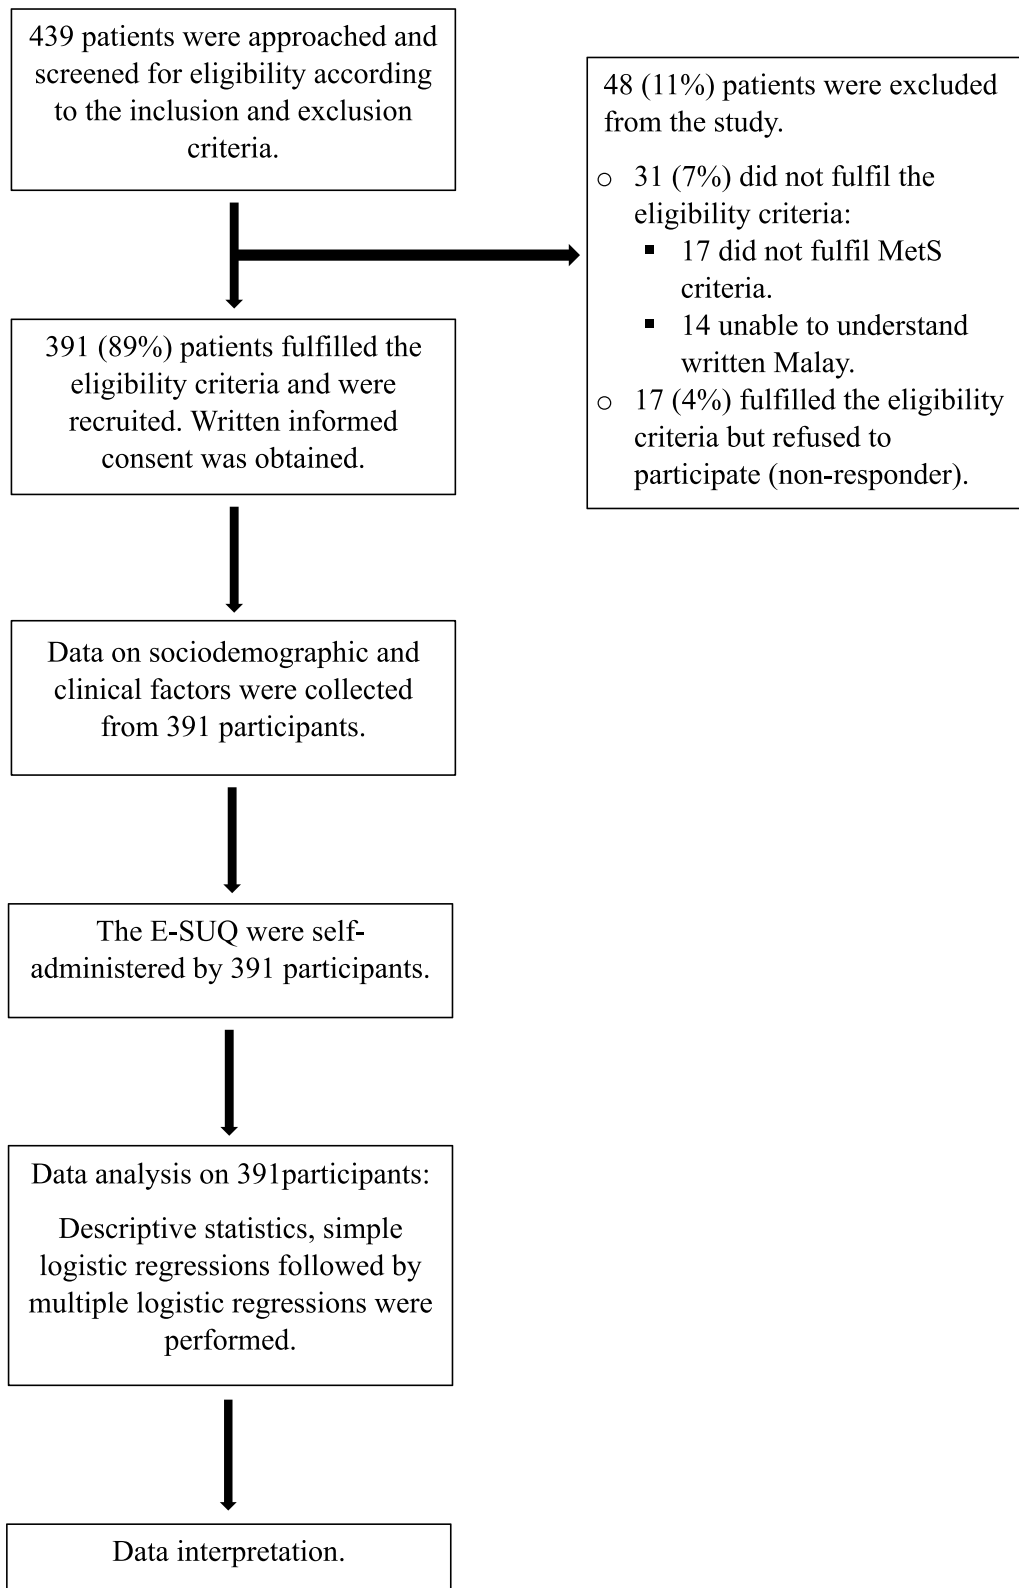 439 patients were approached and
screened for eligibility according
to the inclusion and exclusion
criteria.
48 (11%) patients were excluded
from the study.
○ 31 (7%) did not fulfil the
eligibility criteria:
▪ 17 did not fulfil MetS
criteria.
▪ 14 unable to understand
written Malay.
○ 17 (4%) fulfilled the eligibility
criteria but refused to
participate (non-responder).
391 (89%) patients fulfilled the
eligibility criteria and were
recruited. Written informed
consent was obtained.
Data on sociodemographic and
clinical factors were collected
from 391 participants.
The E-SUQ were self-
administered by 391 participants.
Data analysis on 391participants:
Descriptive statistics, simple
logistic regressions followed by
multiple logistic regressions were
performed.
Data interpretation.